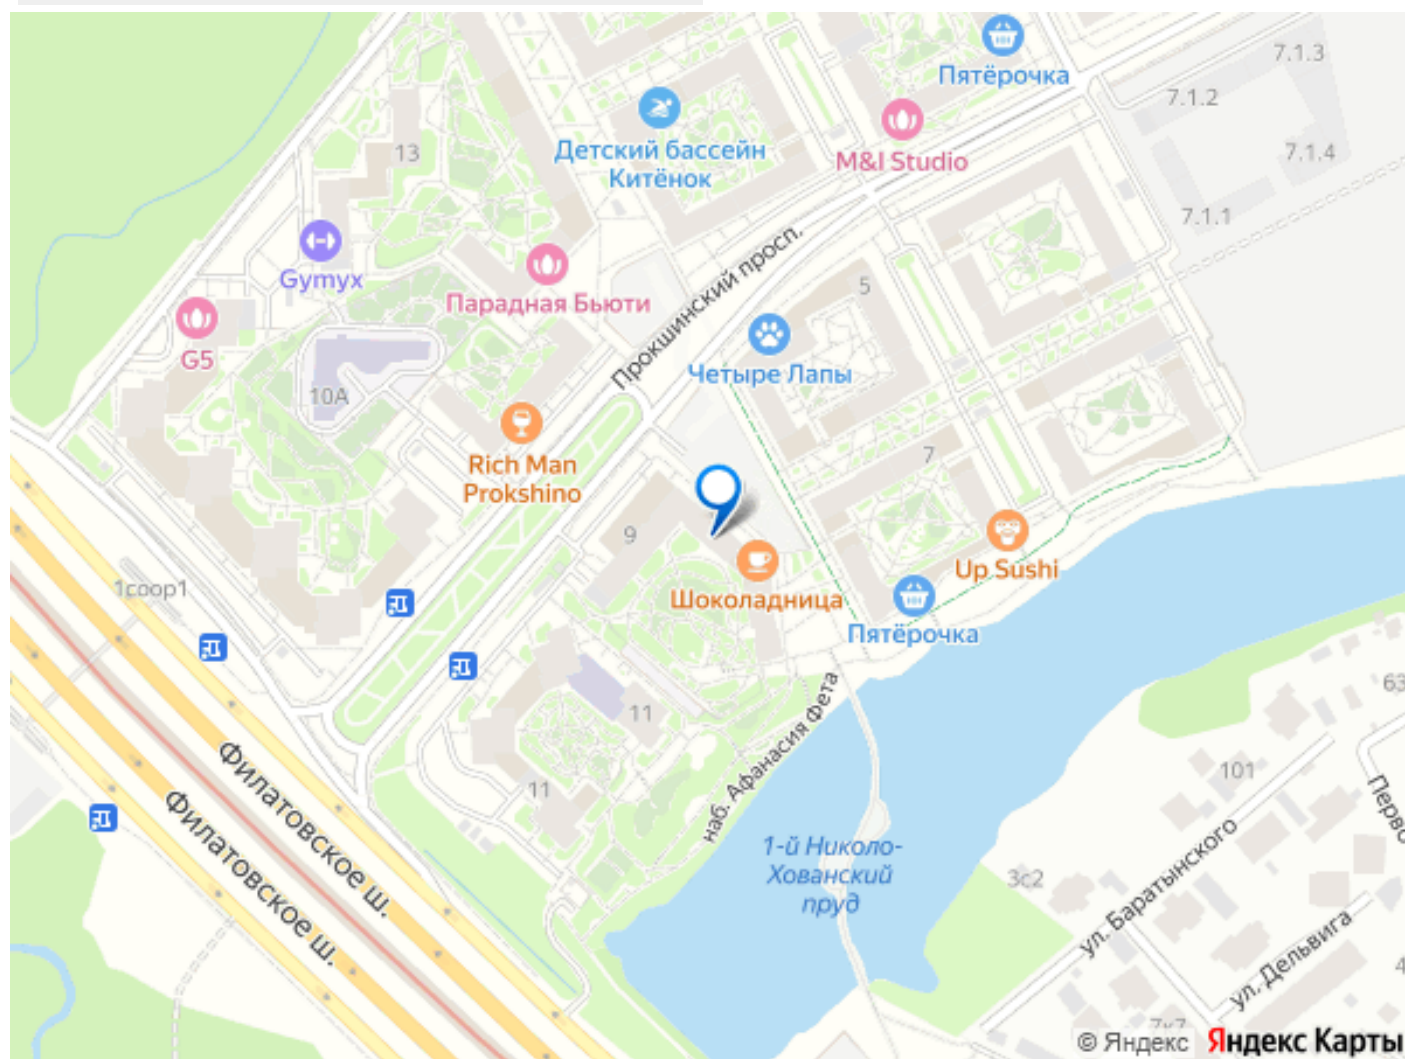 7.1.3
Пятёрочка
7.1.2
13
Детский бассейн
Китёнок
M&I Studio
7.1.4
7.1.1
Gymyx
Парадная Бьюти
Прокшинский просп.
5
G5
Четыре Лапы
10А
Rich Man
Prokshino
7
9
Up Sushi
1соор1
Шоколадница
Пятёрочка
63
11
наб. Афанасия Фета
101
11
Филатовское ш.
Филатовское ш.
Перво
1-й Николо-
Хованский
пруд
3с2
ул. Баратынского
ул. Дельвига
4
7к7
© Яндекс Яндекс Карты